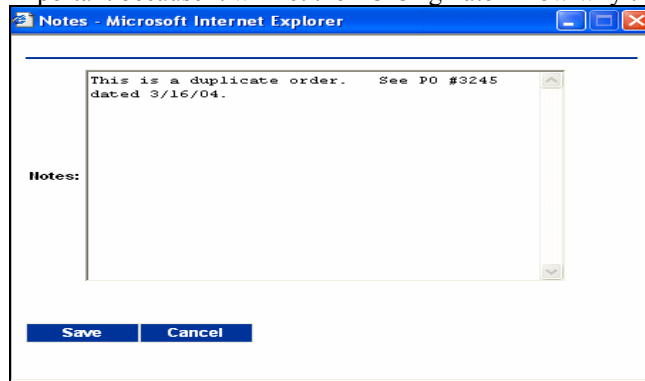 Notes - Microsoft Internet Explorer
This is a duplicate order. See PO #3245
dated 3/16/04.
Notes:
Save Cancel